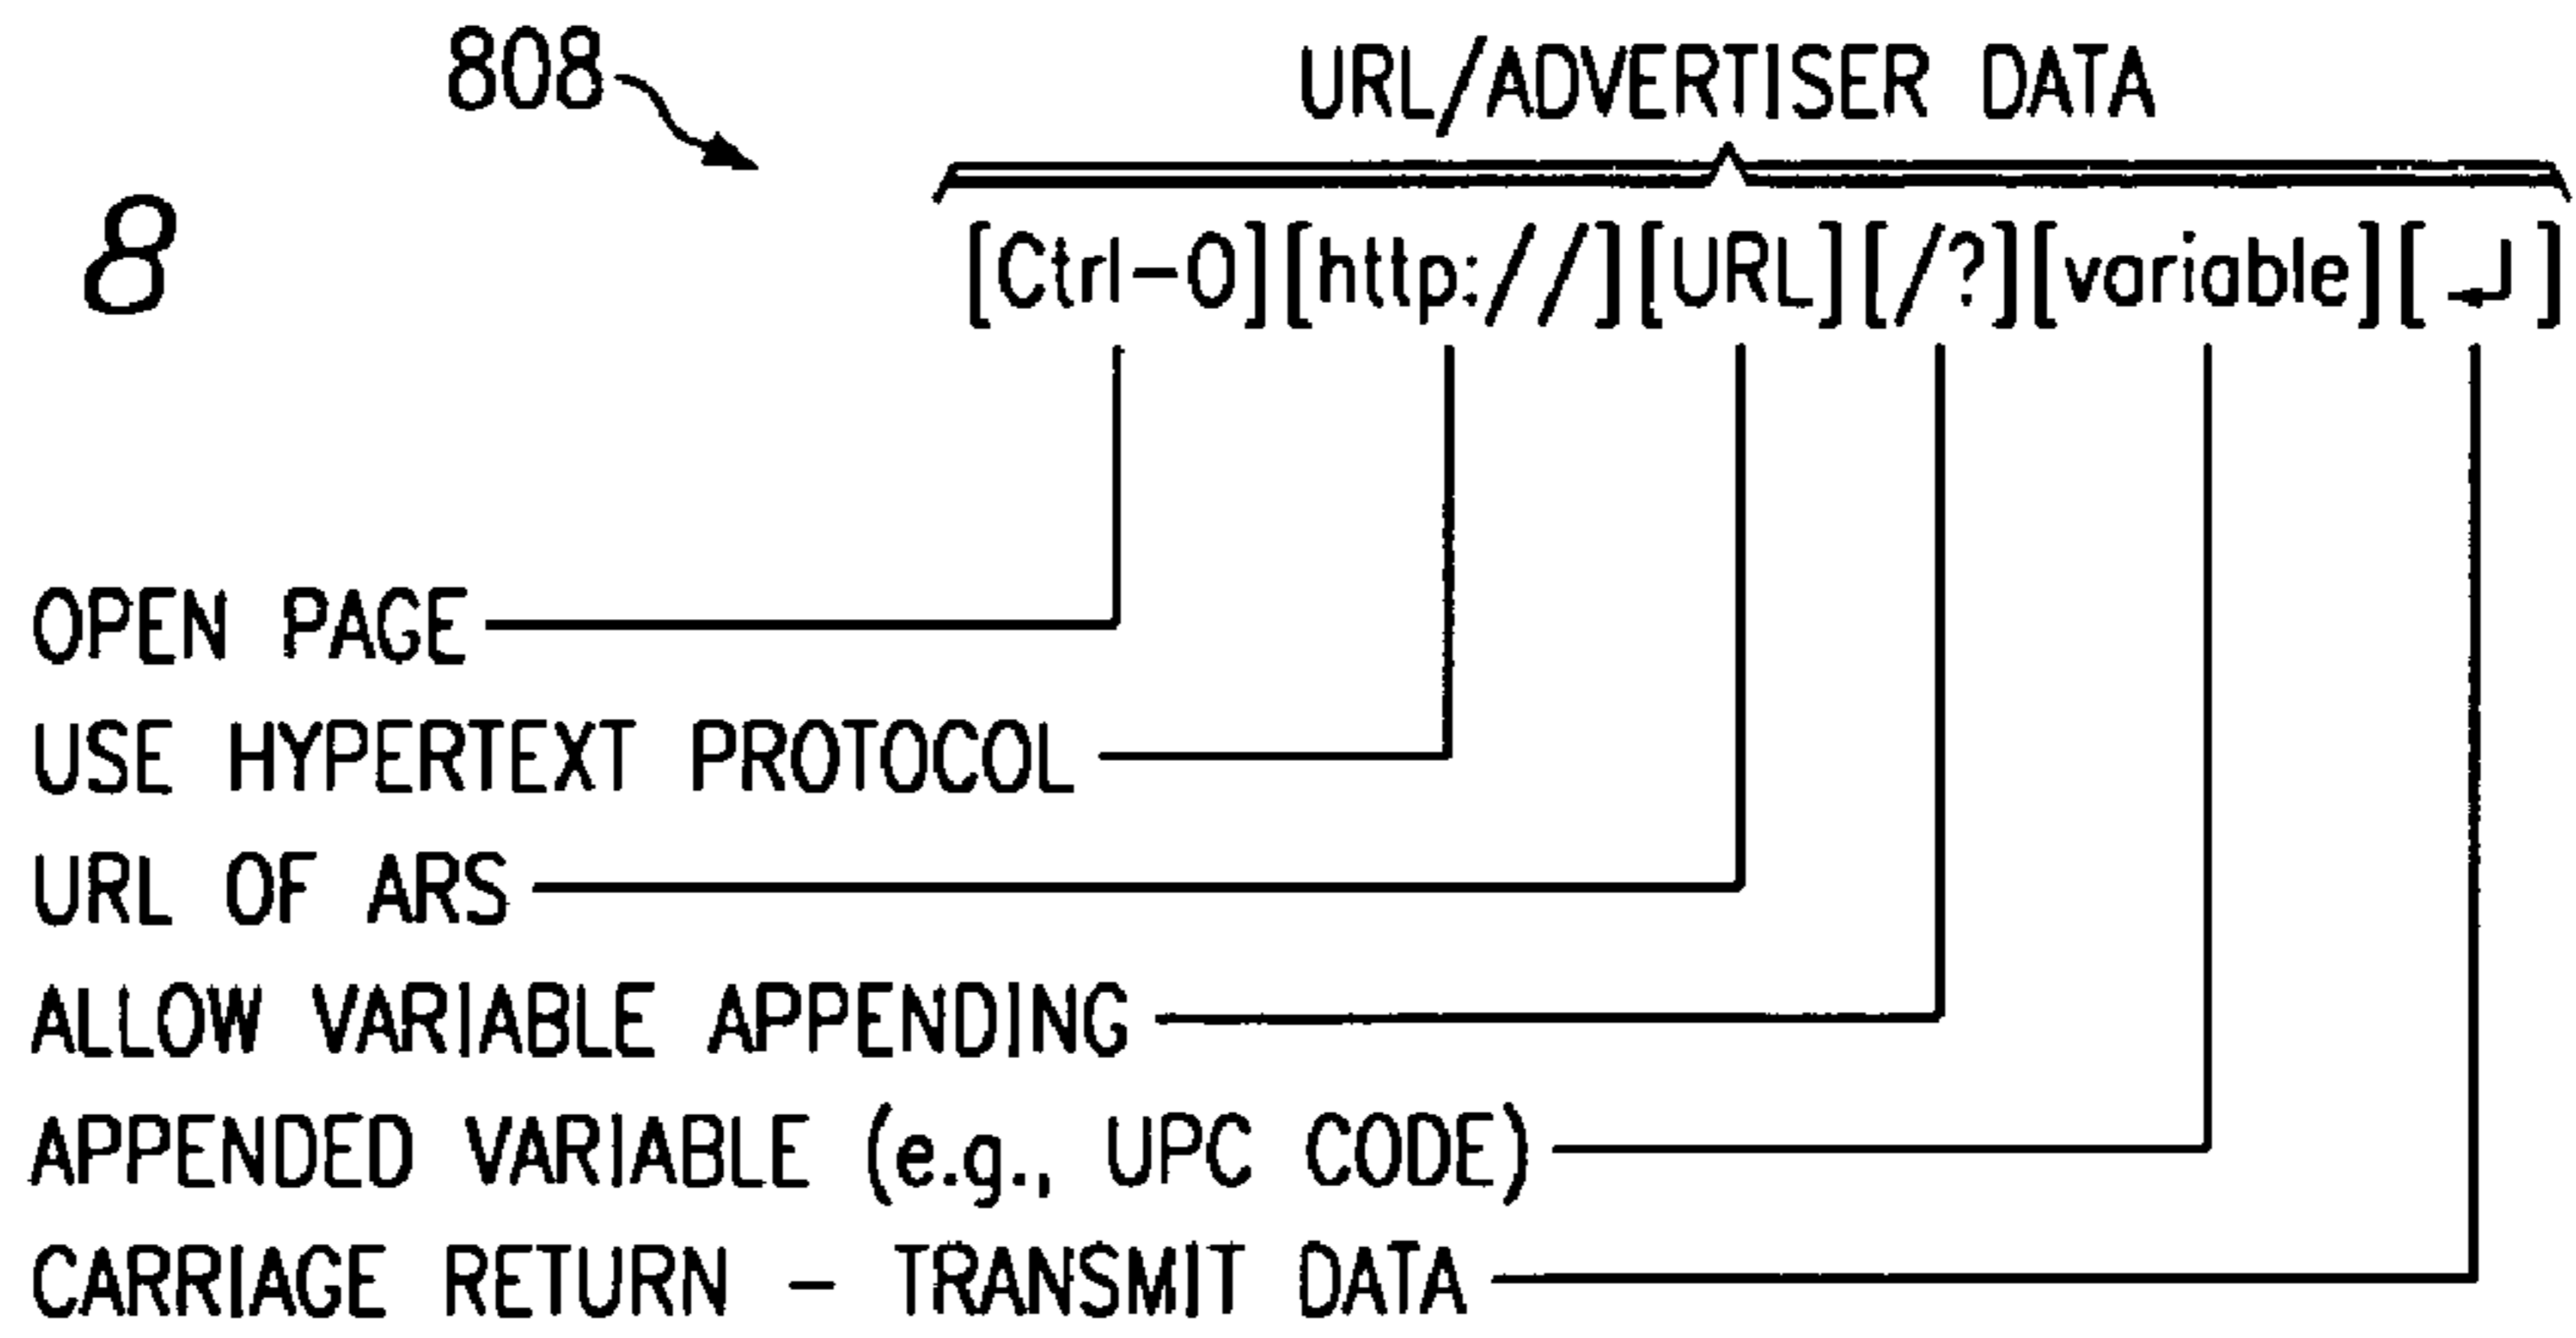 808
URL/ADVERTISER DATA
8
[Ctrl-O][http://][URL][/?][variable][↵]
OPEN PAGE
USE HYPERTEXT PROTOCOL
URL OF ARS
ALLOW VARIABLE APPENDING
APPENDED VARIABLE (e.g., UPC CODE)
CARRIAGE RETURN - TRANSMIT DATA